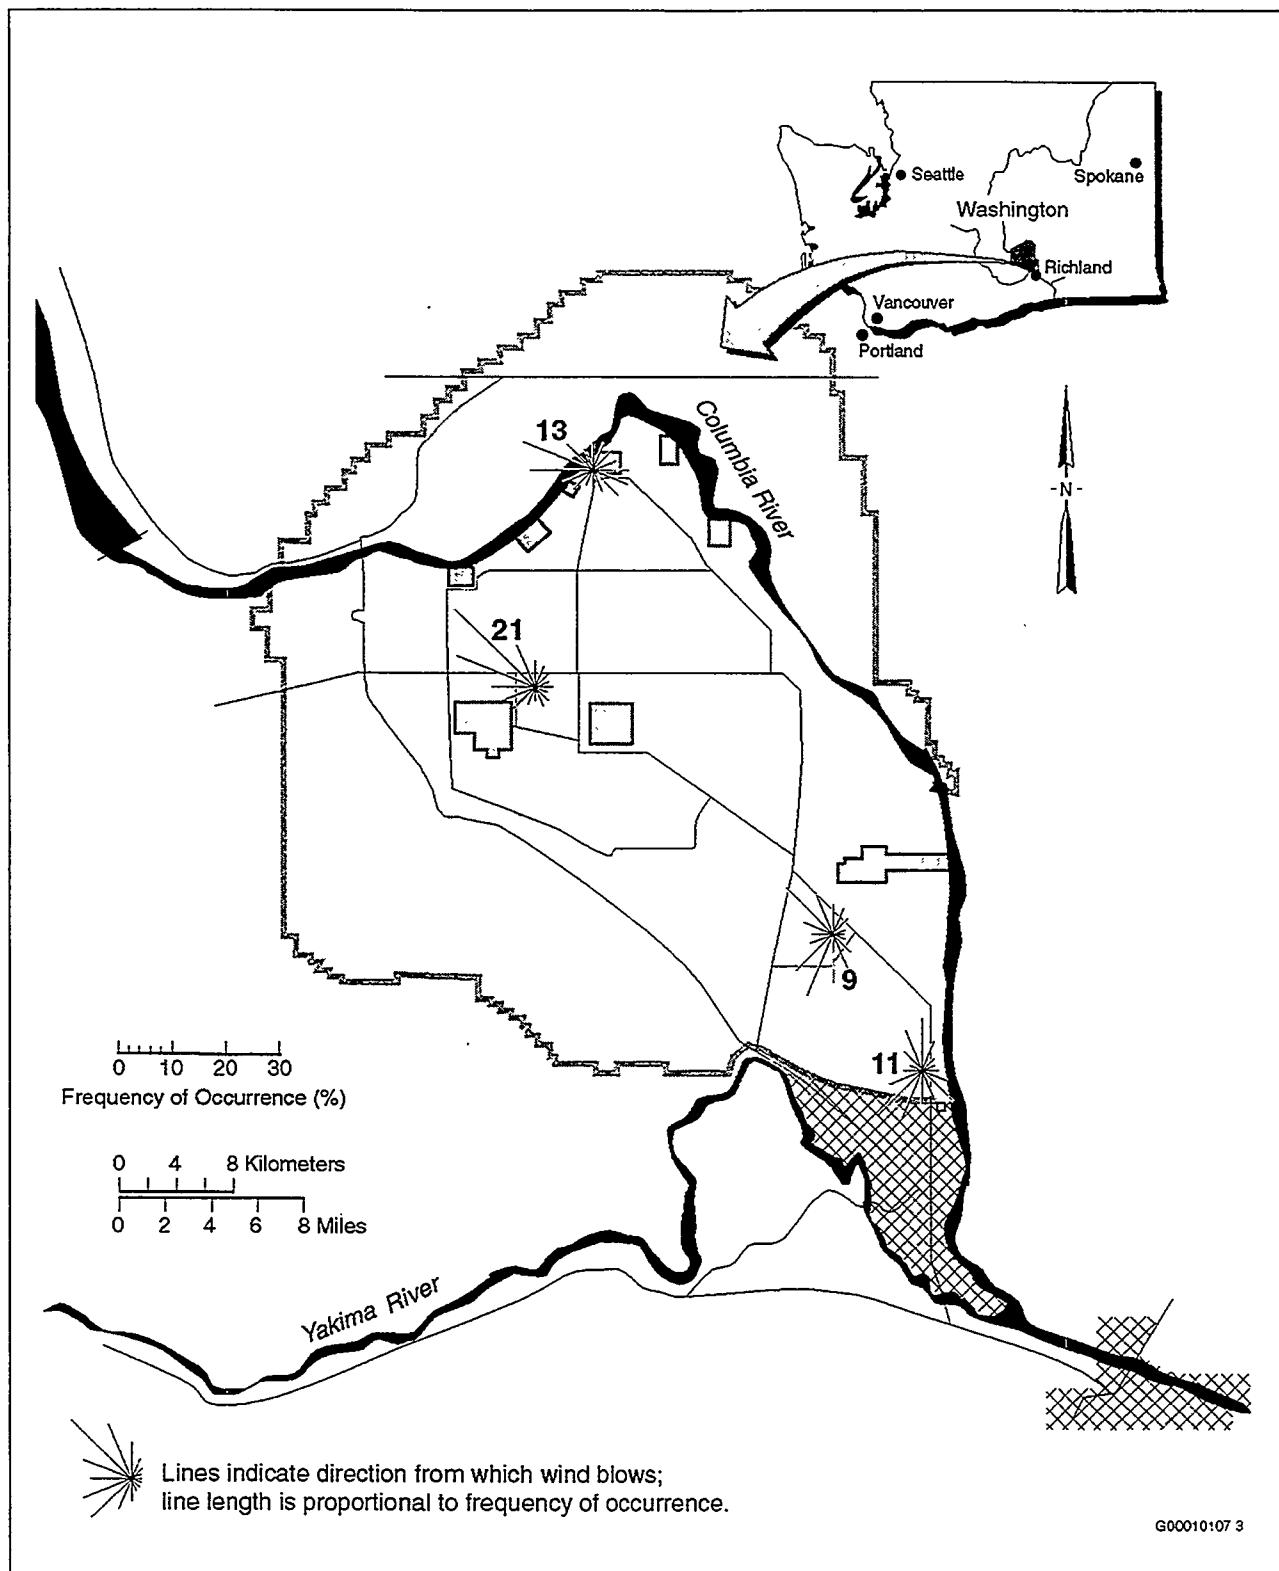 Seattle
Spokane
Washington
Richland
Vancouver
Portland
Columbia River
13
-N-
21
9
11
0 10 20 30
Frequency of Occurrence (%)
0 4 8 Kilometers
0 2 4 6 8 Miles
Yakima River
Lines indicate direction from which wind blows;
line length is proportional to frequency of occurrence.
G00010107 3